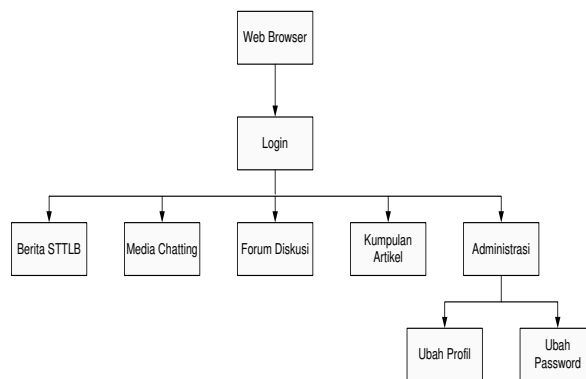 Web Browser
Login
Berita STTLB
Media Chatting
Forum Diskusi
Kumpulan
Artikel
Administrasi
Ubah Profil
Ubah
Password